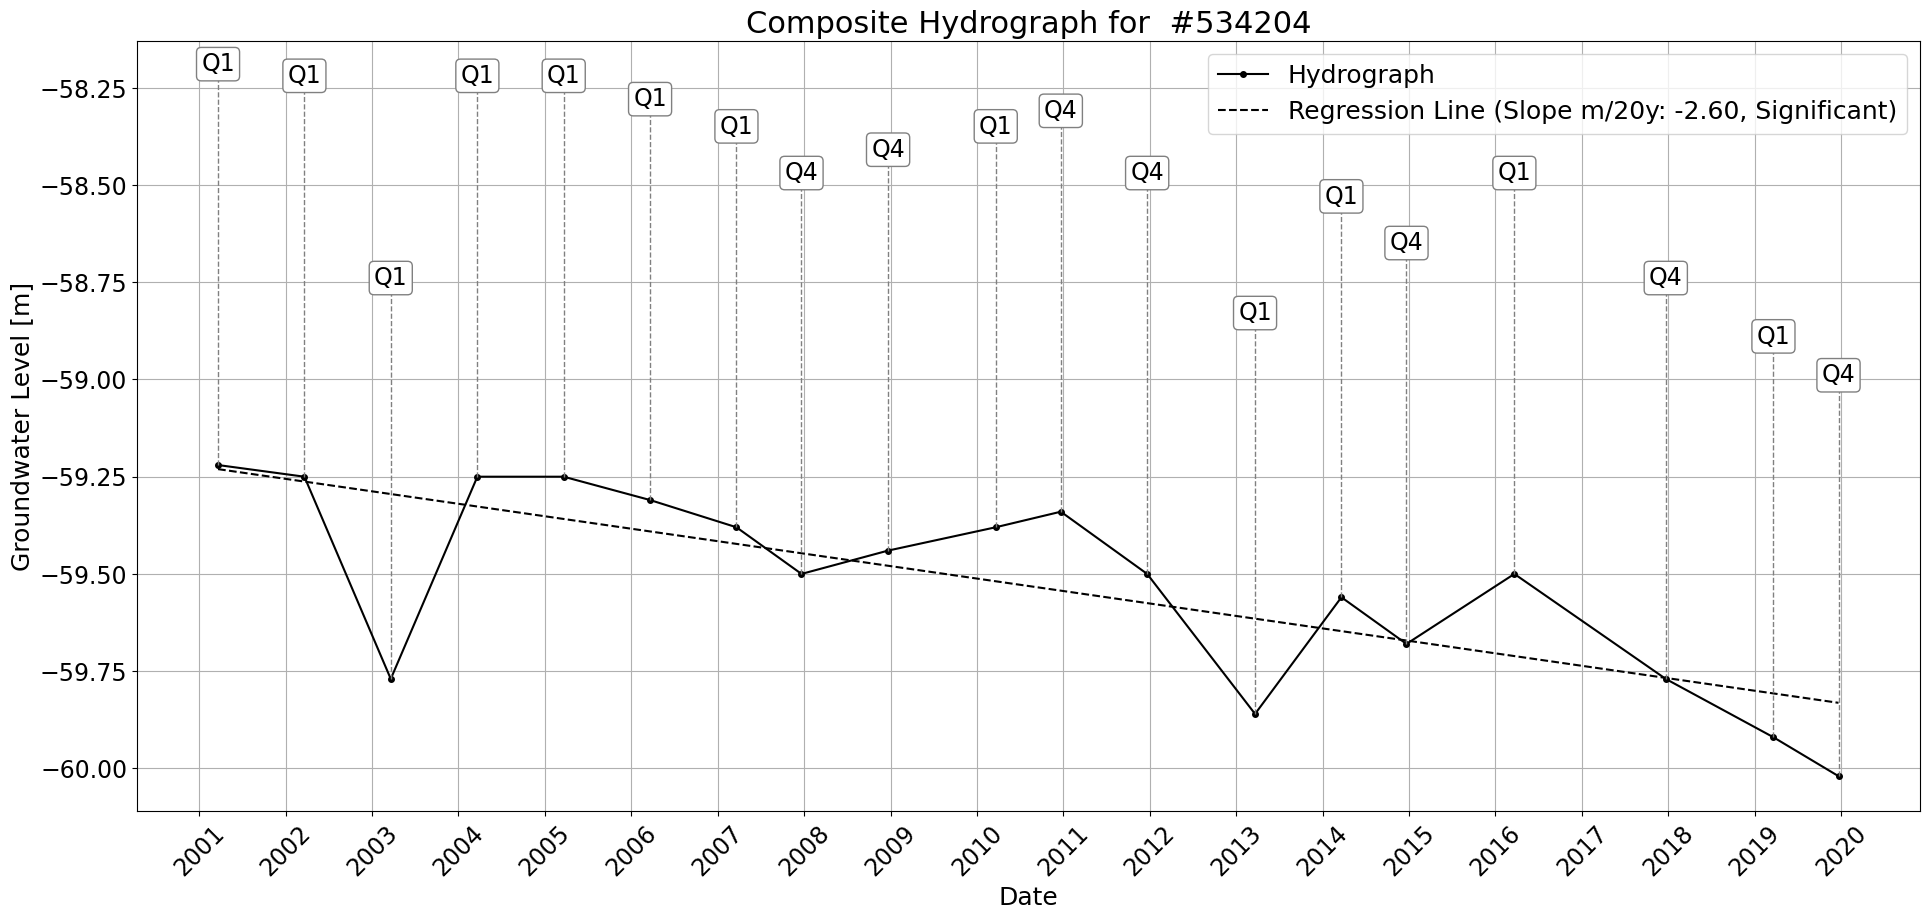 Composite Hydrograph for  #534204
Hydrograph
Regression Line (Slope m/20y: -2.60, Significant)
Q1
Q1
Q1
Q1
Q1
Q1
Q1
Q4
Q4
Q1
Q4
Q4
Q1
Q1
Q4
Q1
Q4
Q1
Q4
Groundwater Level [m]
−58.25
−58.50
−58.75
−59.00
−59.25
−59.50
−59.75
−60.00
2001
2002
2003
2004
2005
2006
2007
2008
2009
2010
2011
2012
2013
2014
2015
2016
2017
2018
2019
2020
Date